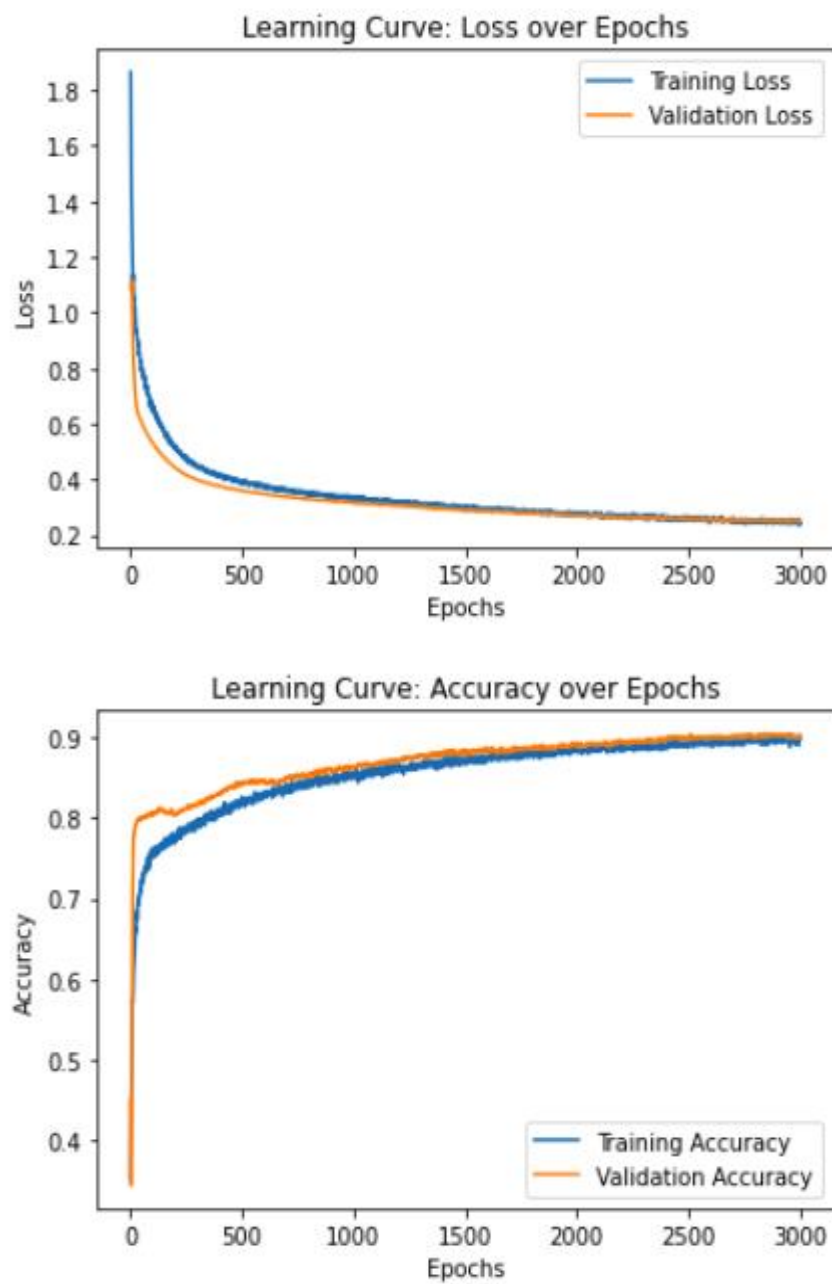 Learning Curve: Loss over Epochs
Training Loss
Validation Loss
1.8
1.6
1.4
1.2
1.0
0.8
0.6
0.4
0.2
Loss
0 500 1000 1500 2000 2500 3000
Epochs
Learning Curve: Accuracy over Epochs
0.9
0.8
0.7
0.6
0.5
0.4
Accuracy
Training Accuracy
Validation Accuracy
0 500 1000 1500 2000 2500 3000
Epochs